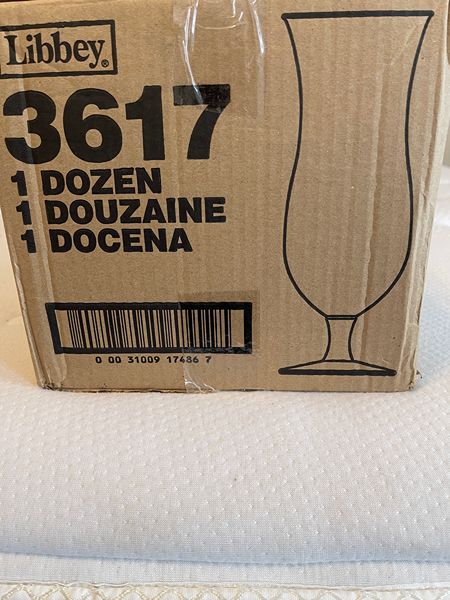 Libbey®
3617
1 DOZEN
1 DOUZAINE
1 DOCENA
0 00 31009 17486 7